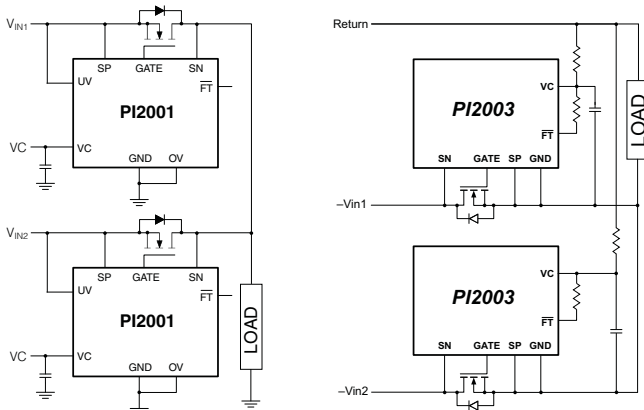 VIN1
SP
GATE
SN
UV
FT
PI2001
VC
VC
GND
OV
VIN2
SP
GATE
SN
UV
FT
PI2001
VC
VC
GND
OV
LOAD
Return
VC
PI2003
FT
SN
GATE
SP
GND
LOAD
–Vin1
VC
PI2003
FT
SN
GATE
SP
GND
–Vin2